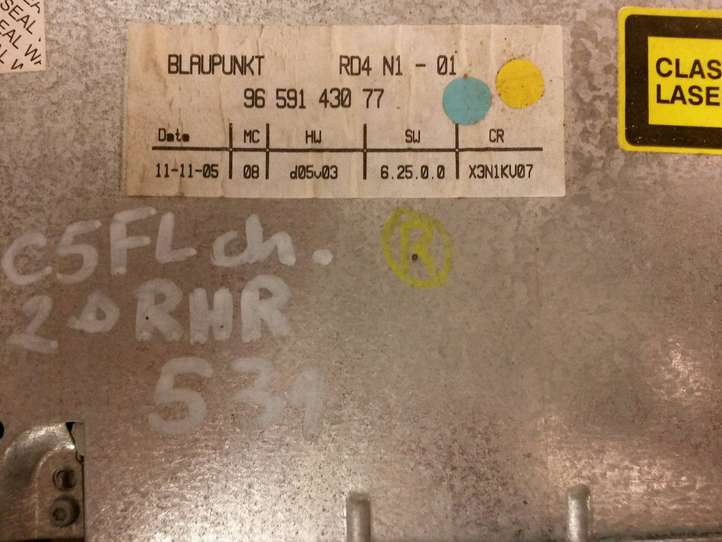 SEAL
BLAUPUNKT RD4 N1 - 01
96 591 430 77
Date MC HW SW CR
11-11-05 08 d05v03 6.25.0.0 X3N1KV07
CLAS
LASE
C5FL ch. R
2.0 RHR
531